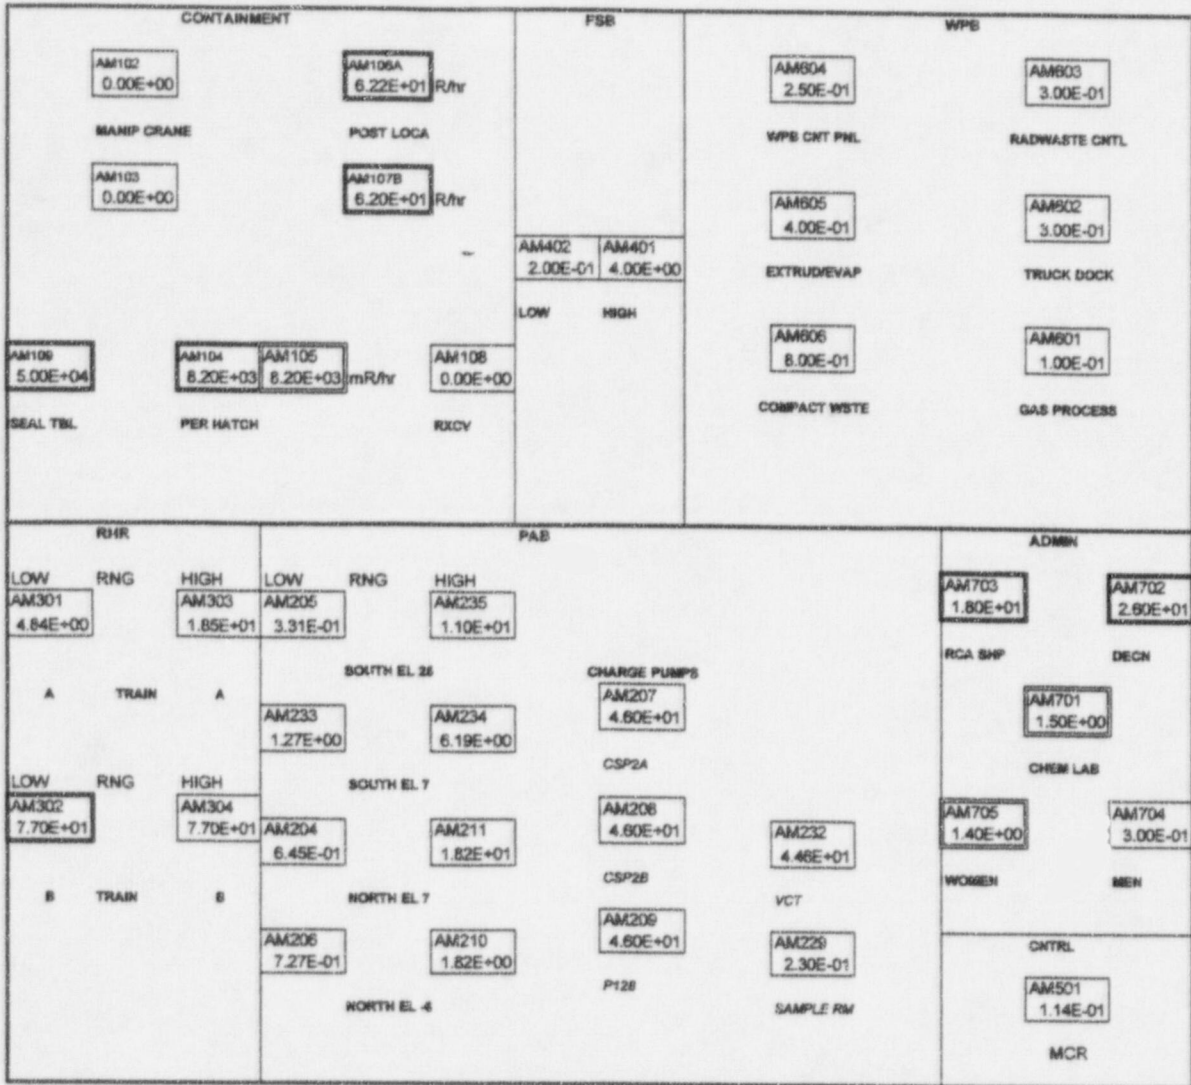 CONTAINMENT
AM102
0.00E+00
MANIP CRANE
AM103
0.00E+00
AM106A
6.22E+01 R/hr
POST LOCA
AM107B
6.20E+01 R/hr
AM109
5.00E+04
SEAL TBL
AM104
8.20E+03
AM105
8.20E+03 mR/hr
PER HATCH
AM108
0.00E+00
RXCV
FSB
AM402
2.00E-01
LOW
AM401
4.00E+00
HIGH
WPB
AM604
2.50E-01
WPB CNT PNL
AM603
3.00E-01
RADWASTE CNTL
AM605
4.00E-01
EXTRUD/EVAP
AM602
3.00E-01
TRUCK DOCK
AM606
8.00E-01
COMPACT WSTE
AM601
1.00E-01
GAS PROCESS
RHR
LOW RNG HIGH
AM301
4.84E+00
AM303
1.85E+01
A TRAIN A
LOW RNG HIGH
AM302
7.70E+01
AM304
7.70E+01
B TRAIN B
PAB
LOW RNG HIGH
AM205
3.31E-01
AM235
1.10E+01
SOUTH EL 25
AM233
1.27E+00
AM234
6.19E+00
SOUTH EL 7
AM204
6.45E-01
AM211
1.82E+01
NORTH EL 7
AM206
7.27E-01
AM210
1.82E+00
NORTH EL -6
CHARGE PUMPS
AM207
4.60E+01
CSP2A
AM208
4.60E+01
CSP2B
AM209
4.60E+01
P128
AM232
4.46E+01
VCT
AM229
2.30E-01
SAMPLE RM
ADMIN
AM703
1.80E+01
RCA SHP
AM702
2.60E+01
DECN
AM701
1.50E+00
CHEM LAB
AM705
1.40E+00
WOMEN
AM704
3.00E-01
MEN
CNTRL
AM501
1.14E-01
MCR